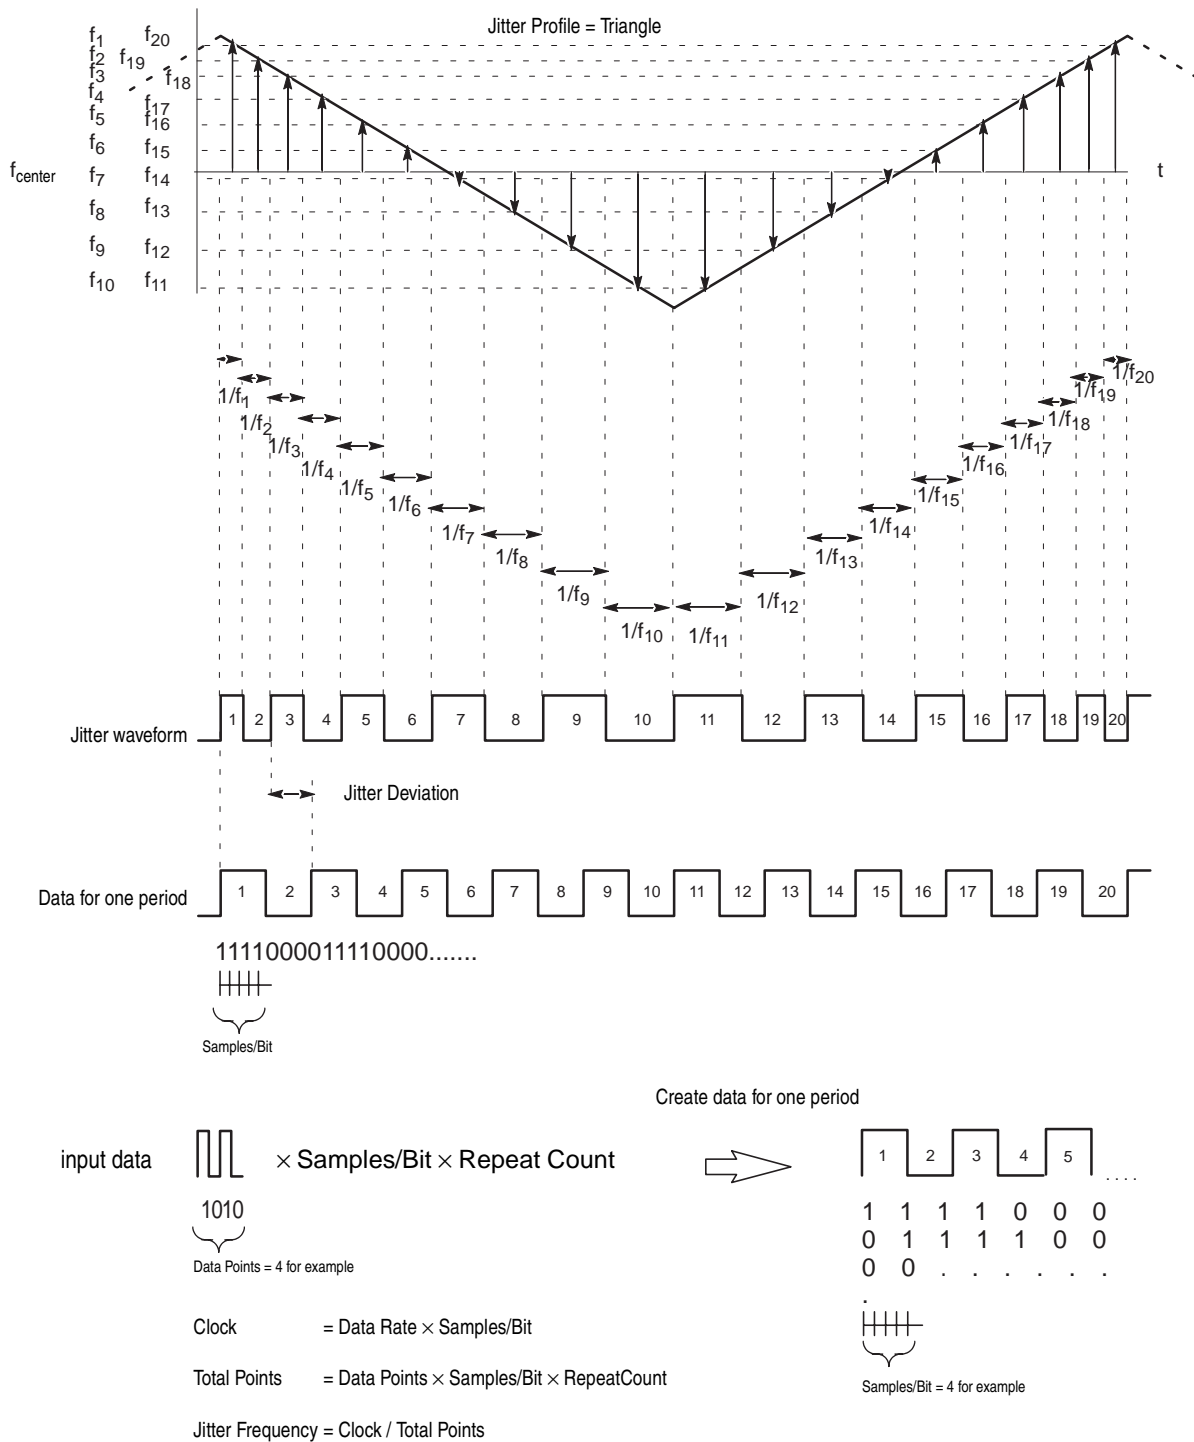 Jitter Profile = Triangle
f1 f20
f2 f19
f3 f18
f4 f17
f5 f16
f6 f15
fcenter f7 f14 t
f8 f13
f9 f12
f10 f11
1/f1
1/f2
1/f3
1/f4
1/f5
1/f6
1/f7
1/f8
1/f9
1/f10
1/f11
1/f12
1/f13
1/f14
1/f15
1/f16
1/f17
1/f18
1/f19
1/f20
Jitter waveform 1 2 3 4 5 6 7 8 9 10 11 12 13 14 15 16 17 18 19 20
Jitter Deviation
Data for one period 1 2 3 4 5 6 7 8 9 10 11 12 13 14 15 16 17 18 19 20
1111000011110000.......
Samples/Bit
Create data for one period
input data × Samples/Bit × Repeat Count 1 2 3 4 5 ....
1010
Data Points = 4 for example
1 1 1 1 0 0 0
0 1 1 1 1 0 0
0 0 . . . . . .
.
Samples/Bit = 4 for example
Clock = Data Rate × Samples/Bit
Total Points = Data Points × Samples/Bit × RepeatCount
Jitter Frequency = Clock / Total Points